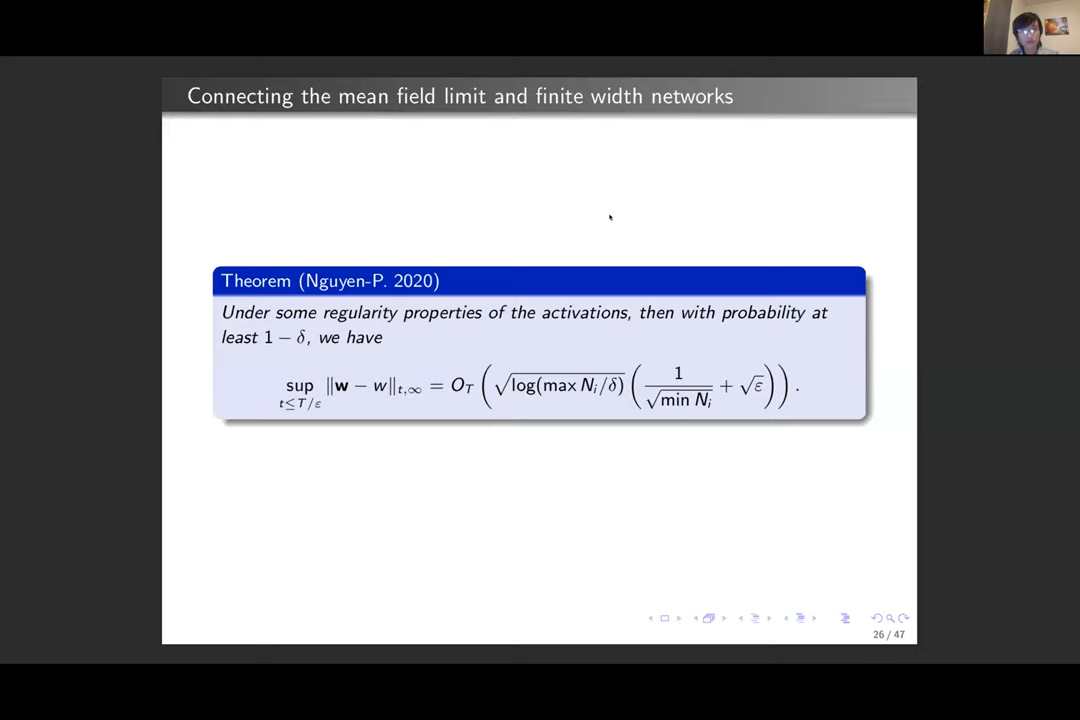 Connecting the mean field limit and finite width networks
Theorem (Nguyen-P. 2020)
Under some regularity properties of the activations, then with probability at
least 1 − δ, we have
sup_{t≤T/ε} ‖𝐰 − w‖_{t,∞} = O_T(√log(max N_i/δ) (1/√min N_i + √ε)).
26 / 47